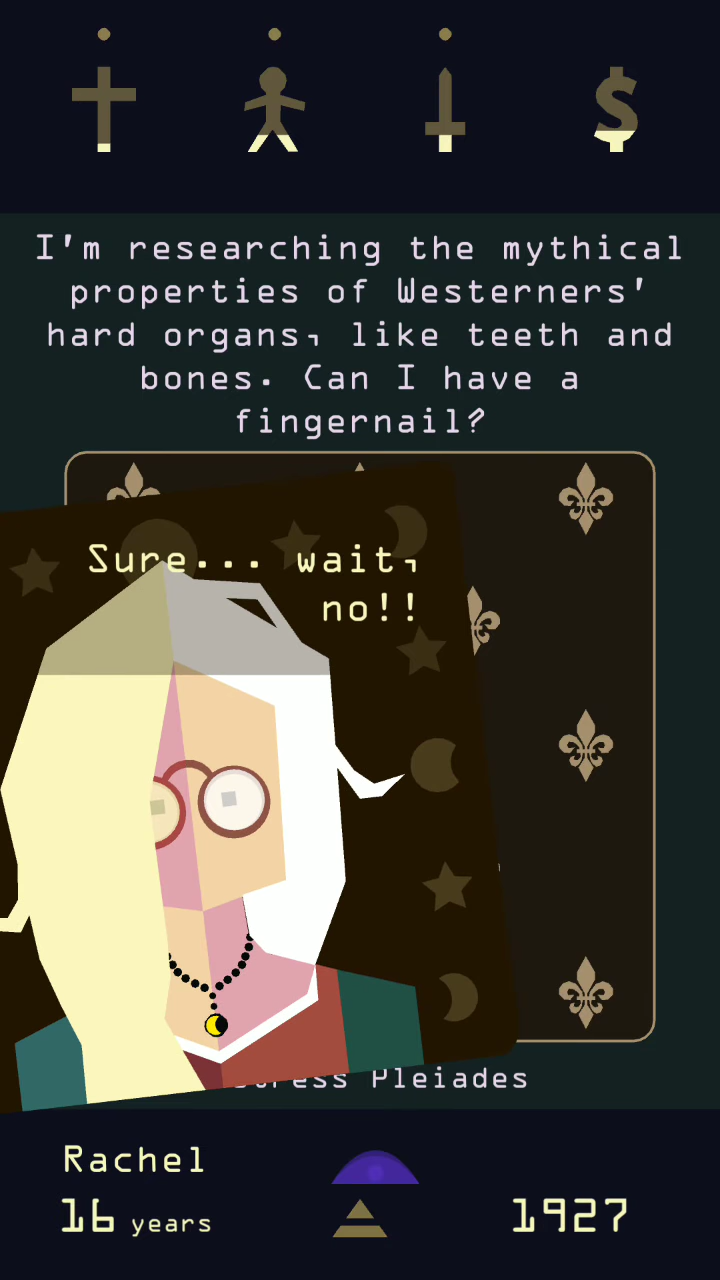 I'm researching the mythical
properties of Westerners'
hard organs, like teeth and
bones. Can I have a
fingernail?
Sure... wait,
no!!
Pleiades
Rachel
16 years
1927